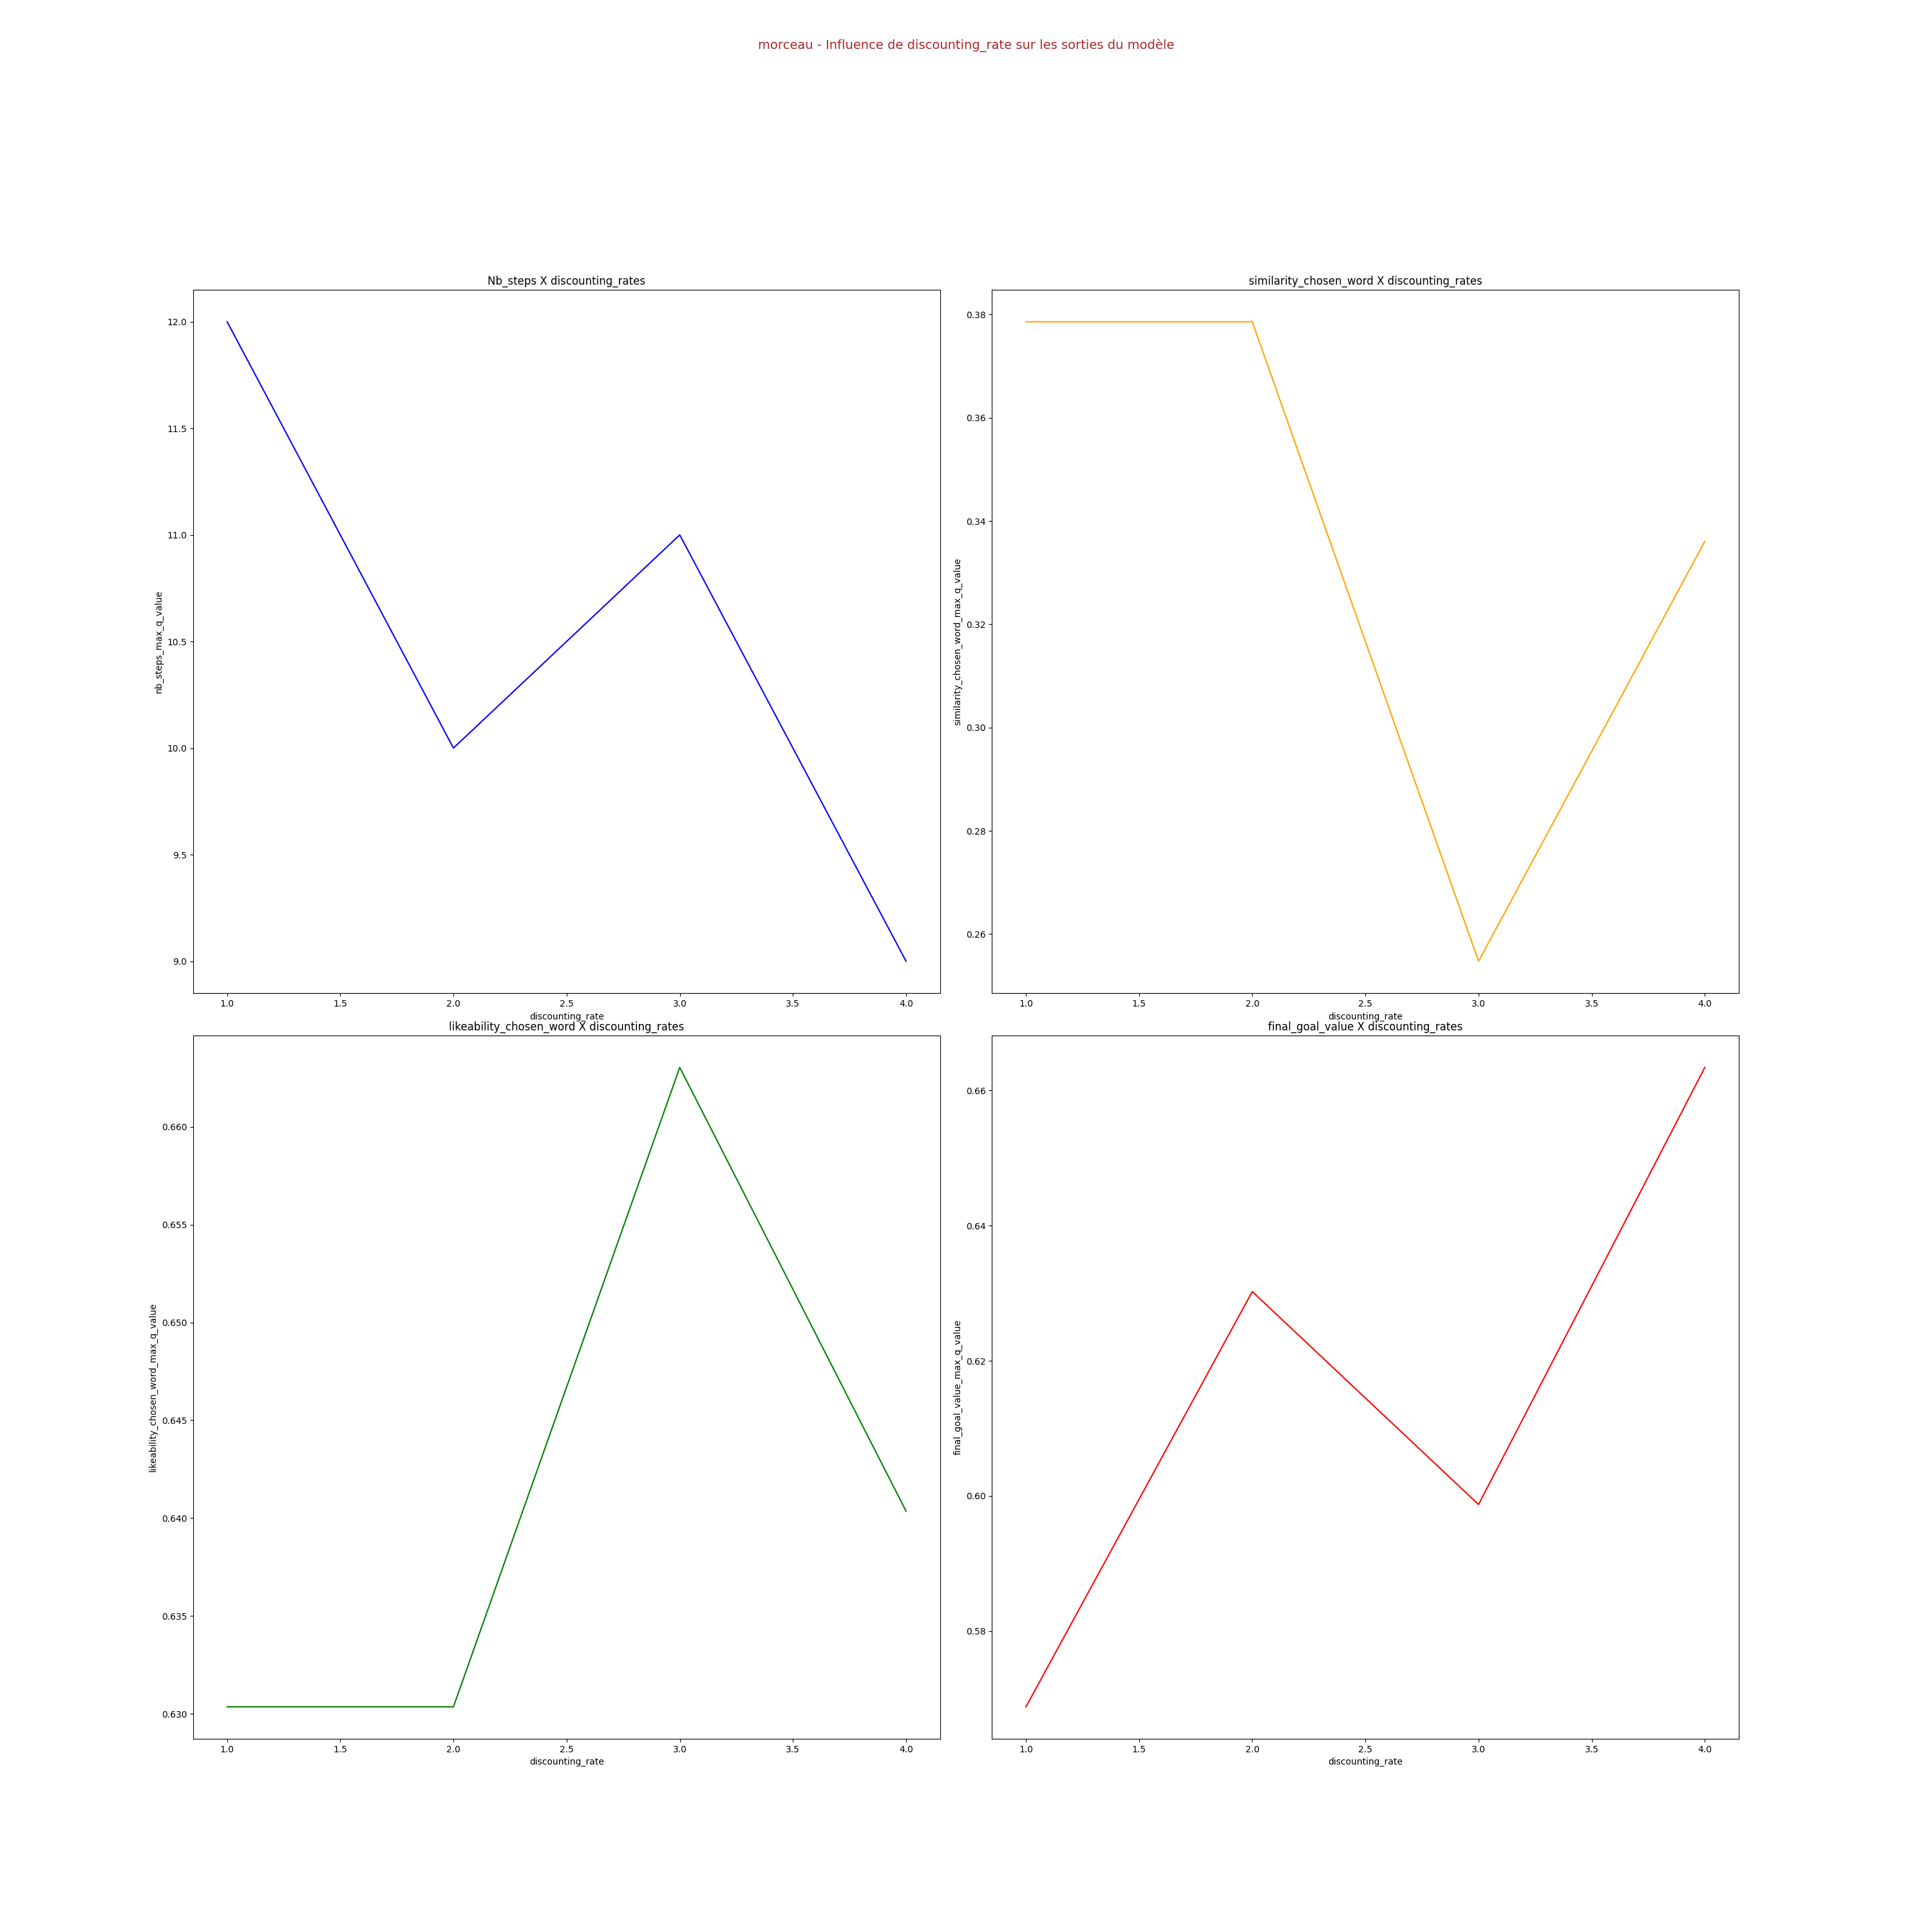 morceau - Influence de discounting_rate sur les sorties du modèle
Nb_steps X discounting_rates
12.0
11.5
11.0
10.5
10.0
9.5
9.0
nb_steps_max_q_value
1.0 1.5 2.0 2.5 3.0 3.5 4.0
discounting_rate
similarity_chosen_word X discounting_rates
0.38
0.36
0.34
0.32
0.30
0.28
0.26
similarity_chosen_word_max_q_value
1.0 1.5 2.0 2.5 3.0 3.5 4.0
discounting_rate
likeability_chosen_word X discounting_rates
0.660
0.655
0.650
0.645
0.640
0.635
0.630
likeability_chosen_word_max_q_value
1.0 1.5 2.0 2.5 3.0 3.5 4.0
discounting_rate
final_goal_value X discounting_rates
0.66
0.64
0.62
0.60
0.58
final_goal_value_max_q_value
1.0 1.5 2.0 2.5 3.0 3.5 4.0
discounting_rate